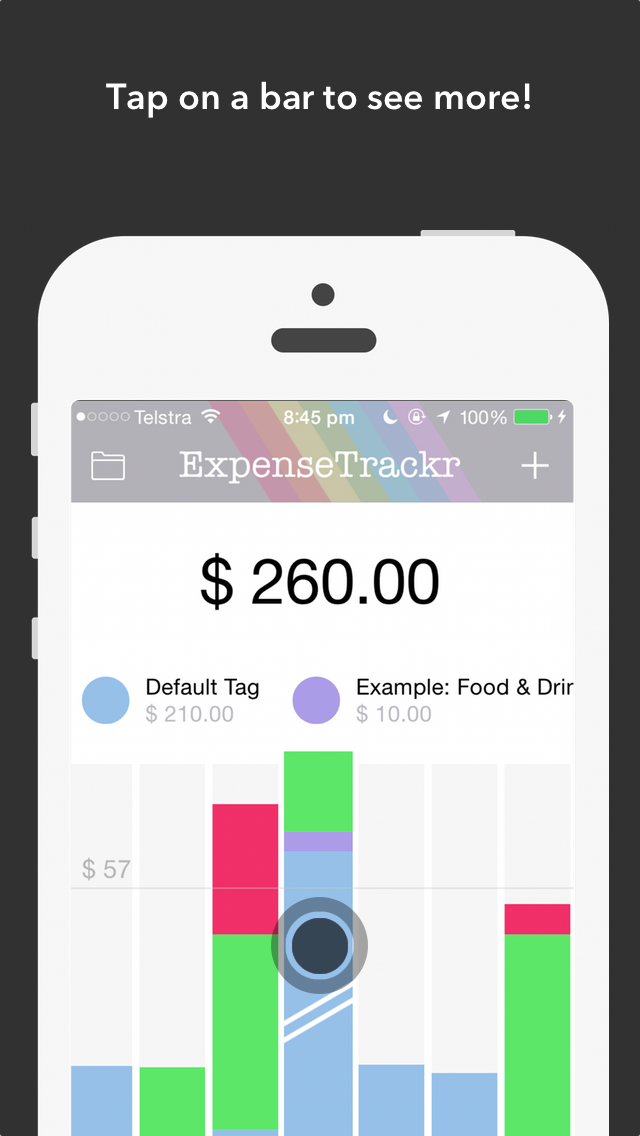 Tap on a bar to see more!
Telstra 8:45 pm 100%
ExpenseTrackr
$ 260.00
Default Tag Example: Food & Drir
$ 210.00 $ 10.00
$ 57